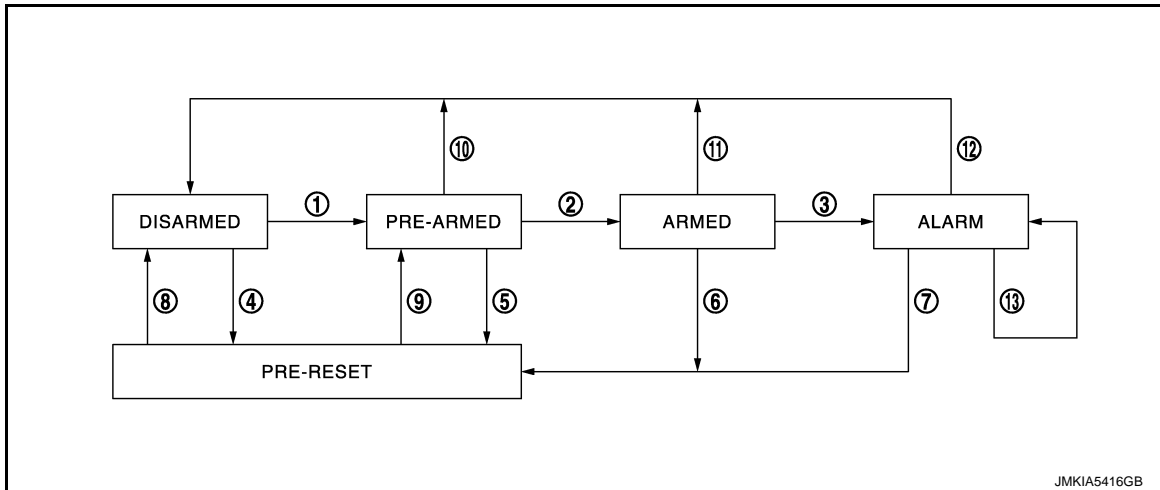 ⑩ ⑪ ⑫
DISARMED ① PRE-ARMED ② ARMED ③ ALARM
⑧ ④ ⑨ ⑤ ⑥ ⑦ ⑬
PRE-RESET
JMKIA5416GB